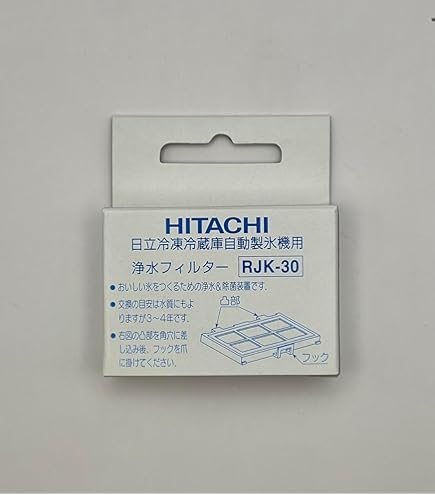 HITACHI
日立冷凍冷蔵庫自動製氷機用
浄水フィルター RJK-30
● おいしい氷をつくるための浄水&除菌装置です。
● 交換の目安は水質にもよ
りますが3~4年です。
● 右図の凸部を角穴に差
し込み後、フックを爪
に掛けてください。
凸部
フック